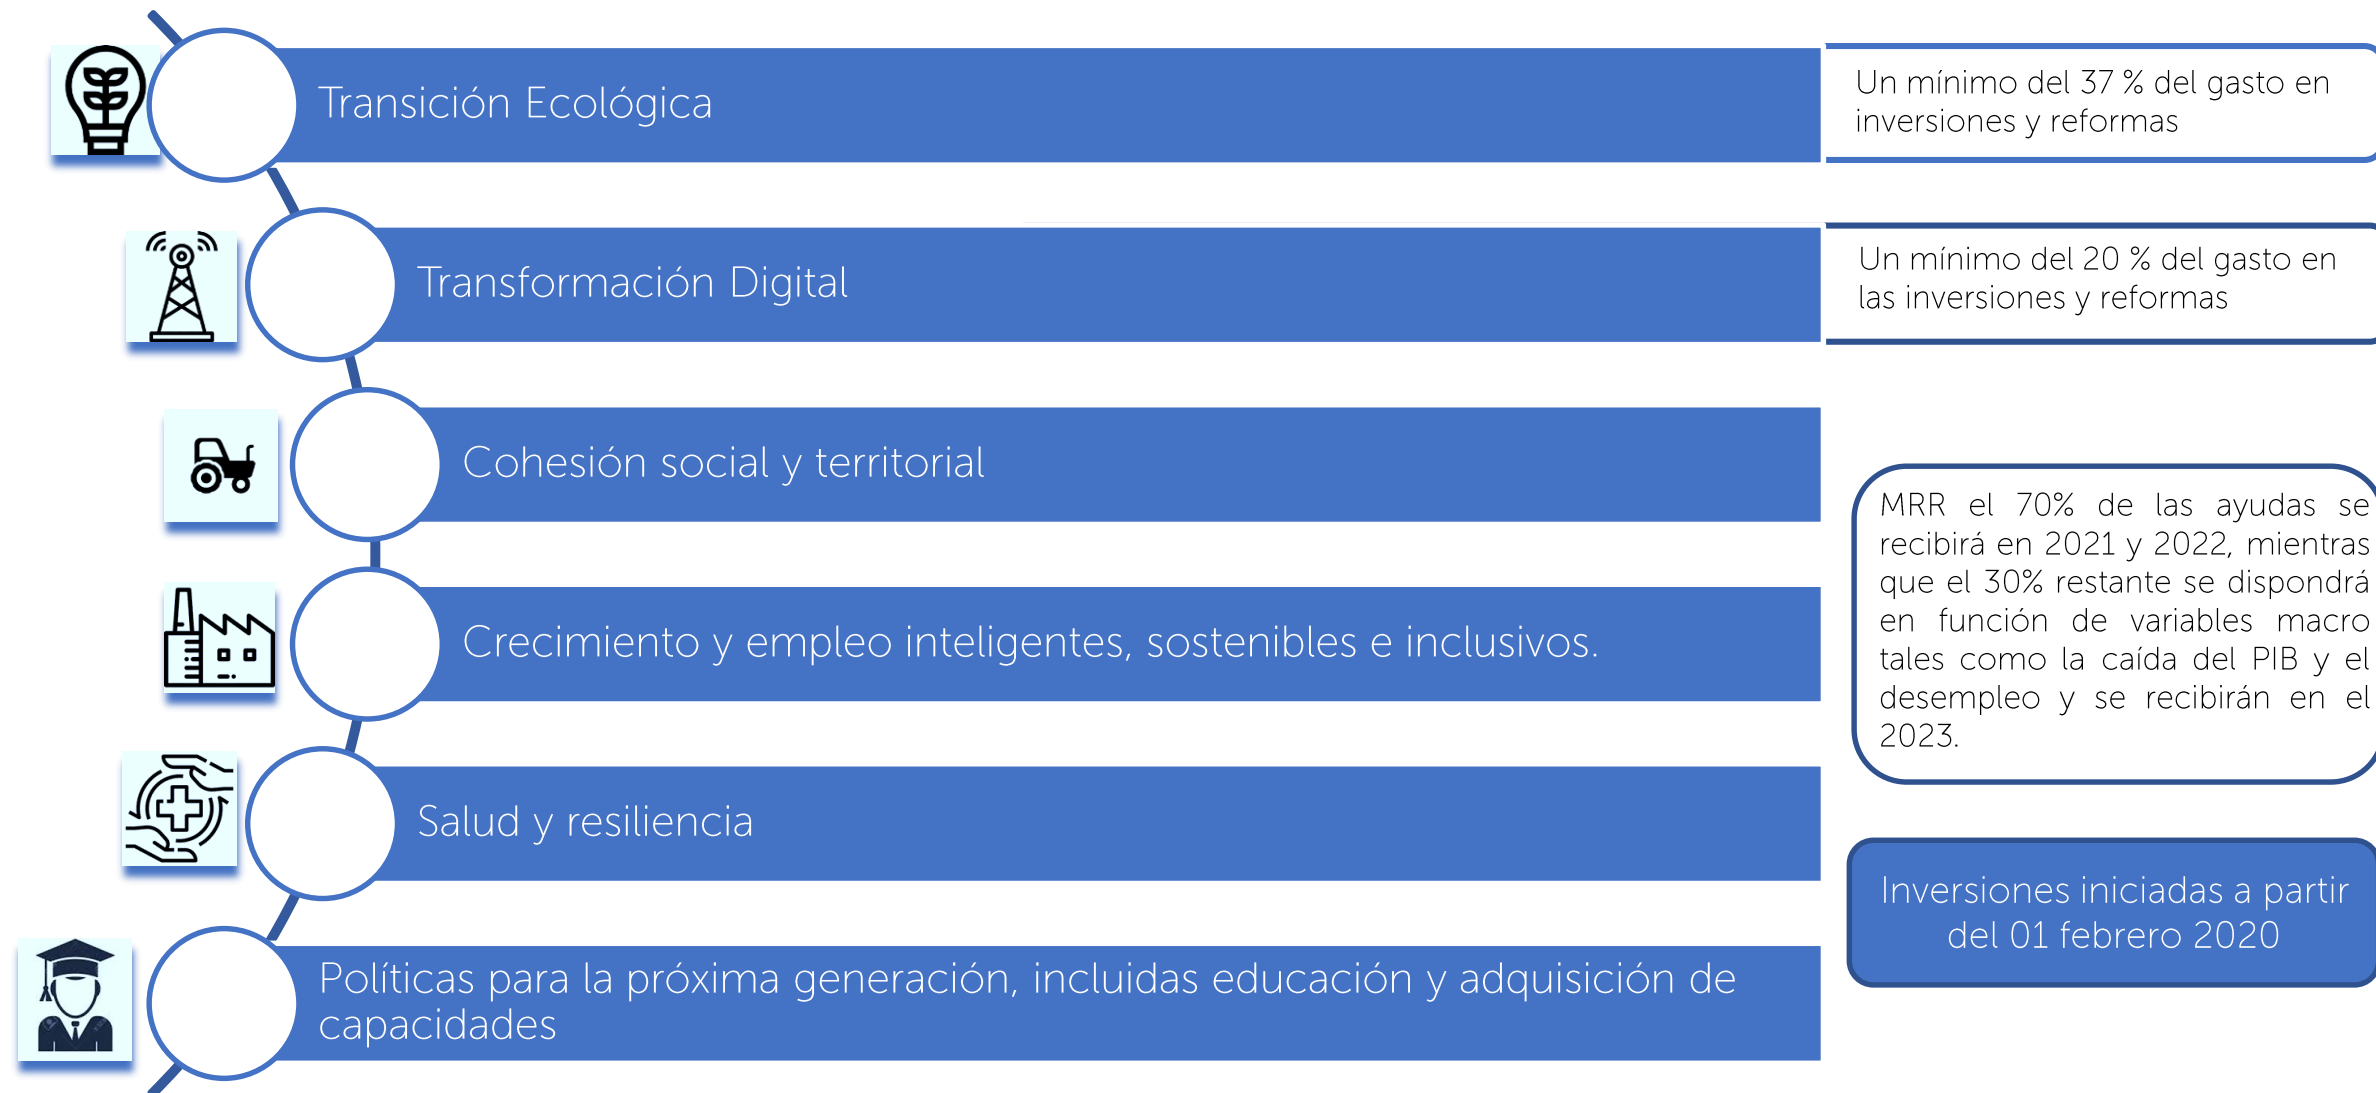 Transición Ecológica
Un mínimo del 37 % del gasto en
inversiones y reformas
Transformación Digital
Un mínimo del 20 % del gasto en
las inversiones y reformas
Cohesión social y territorial
Crecimiento y empleo inteligentes, sostenibles e inclusivos.
Salud y resiliencia
Políticas para la próxima generación, incluidas educación y adquisición de
capacidades
MRR el 70% de las ayudas se
recibirá en 2021 y 2022, mientras
que el 30% restante se dispondrá
en función de variables macro
tales como la caída del PIB y el
desempleo y se recibirán en el
2023.
Inversiones iniciadas a partir
del 01 febrero 2020